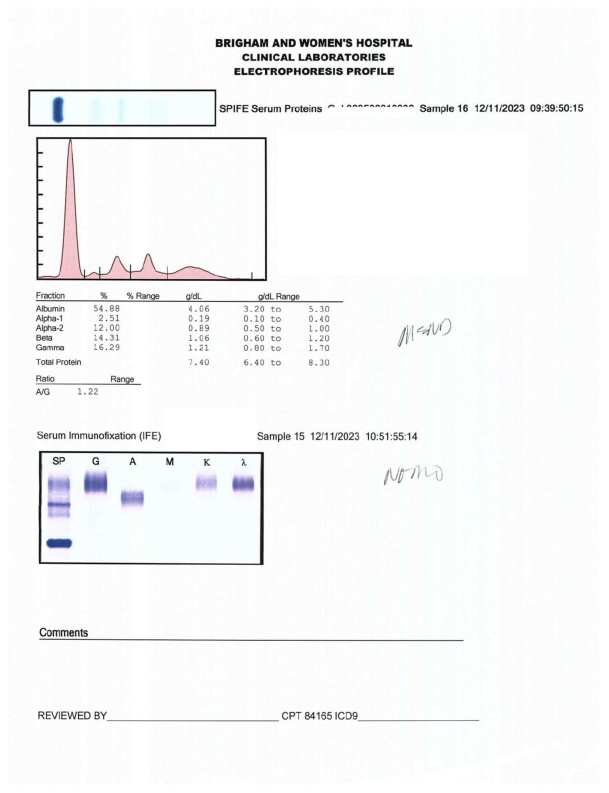 BRIGHAM AND WOMEN'S HOSPITAL
CLINICAL LABORATORIES
ELECTROPHORESIS PROFILE
SPIFE Serum Proteins Sample 16 12/11/2023 09:39:50:15
Fraction % % Range g/dL g/dL Range
Albumin 54.88 4.06 3.20 to 5.30
Alpha-1 2.51 0.19 0.10 to 0.40
Alpha-2 12.00 0.89 0.50 to 1.00
Beta 14.31 1.06 0.60 to 1.20
Gamma 16.29 1.21 0.80 to 1.70
Total Protein 7.40 6.40 to 8.30
Ratio Range
A/G 1.22
Serum Immunofixation (IFE) Sample 15 12/11/2023 10:51:55:14
SP G A M K λ
NOMO
Comments
REVIEWED BY CPT 84165 ICD9